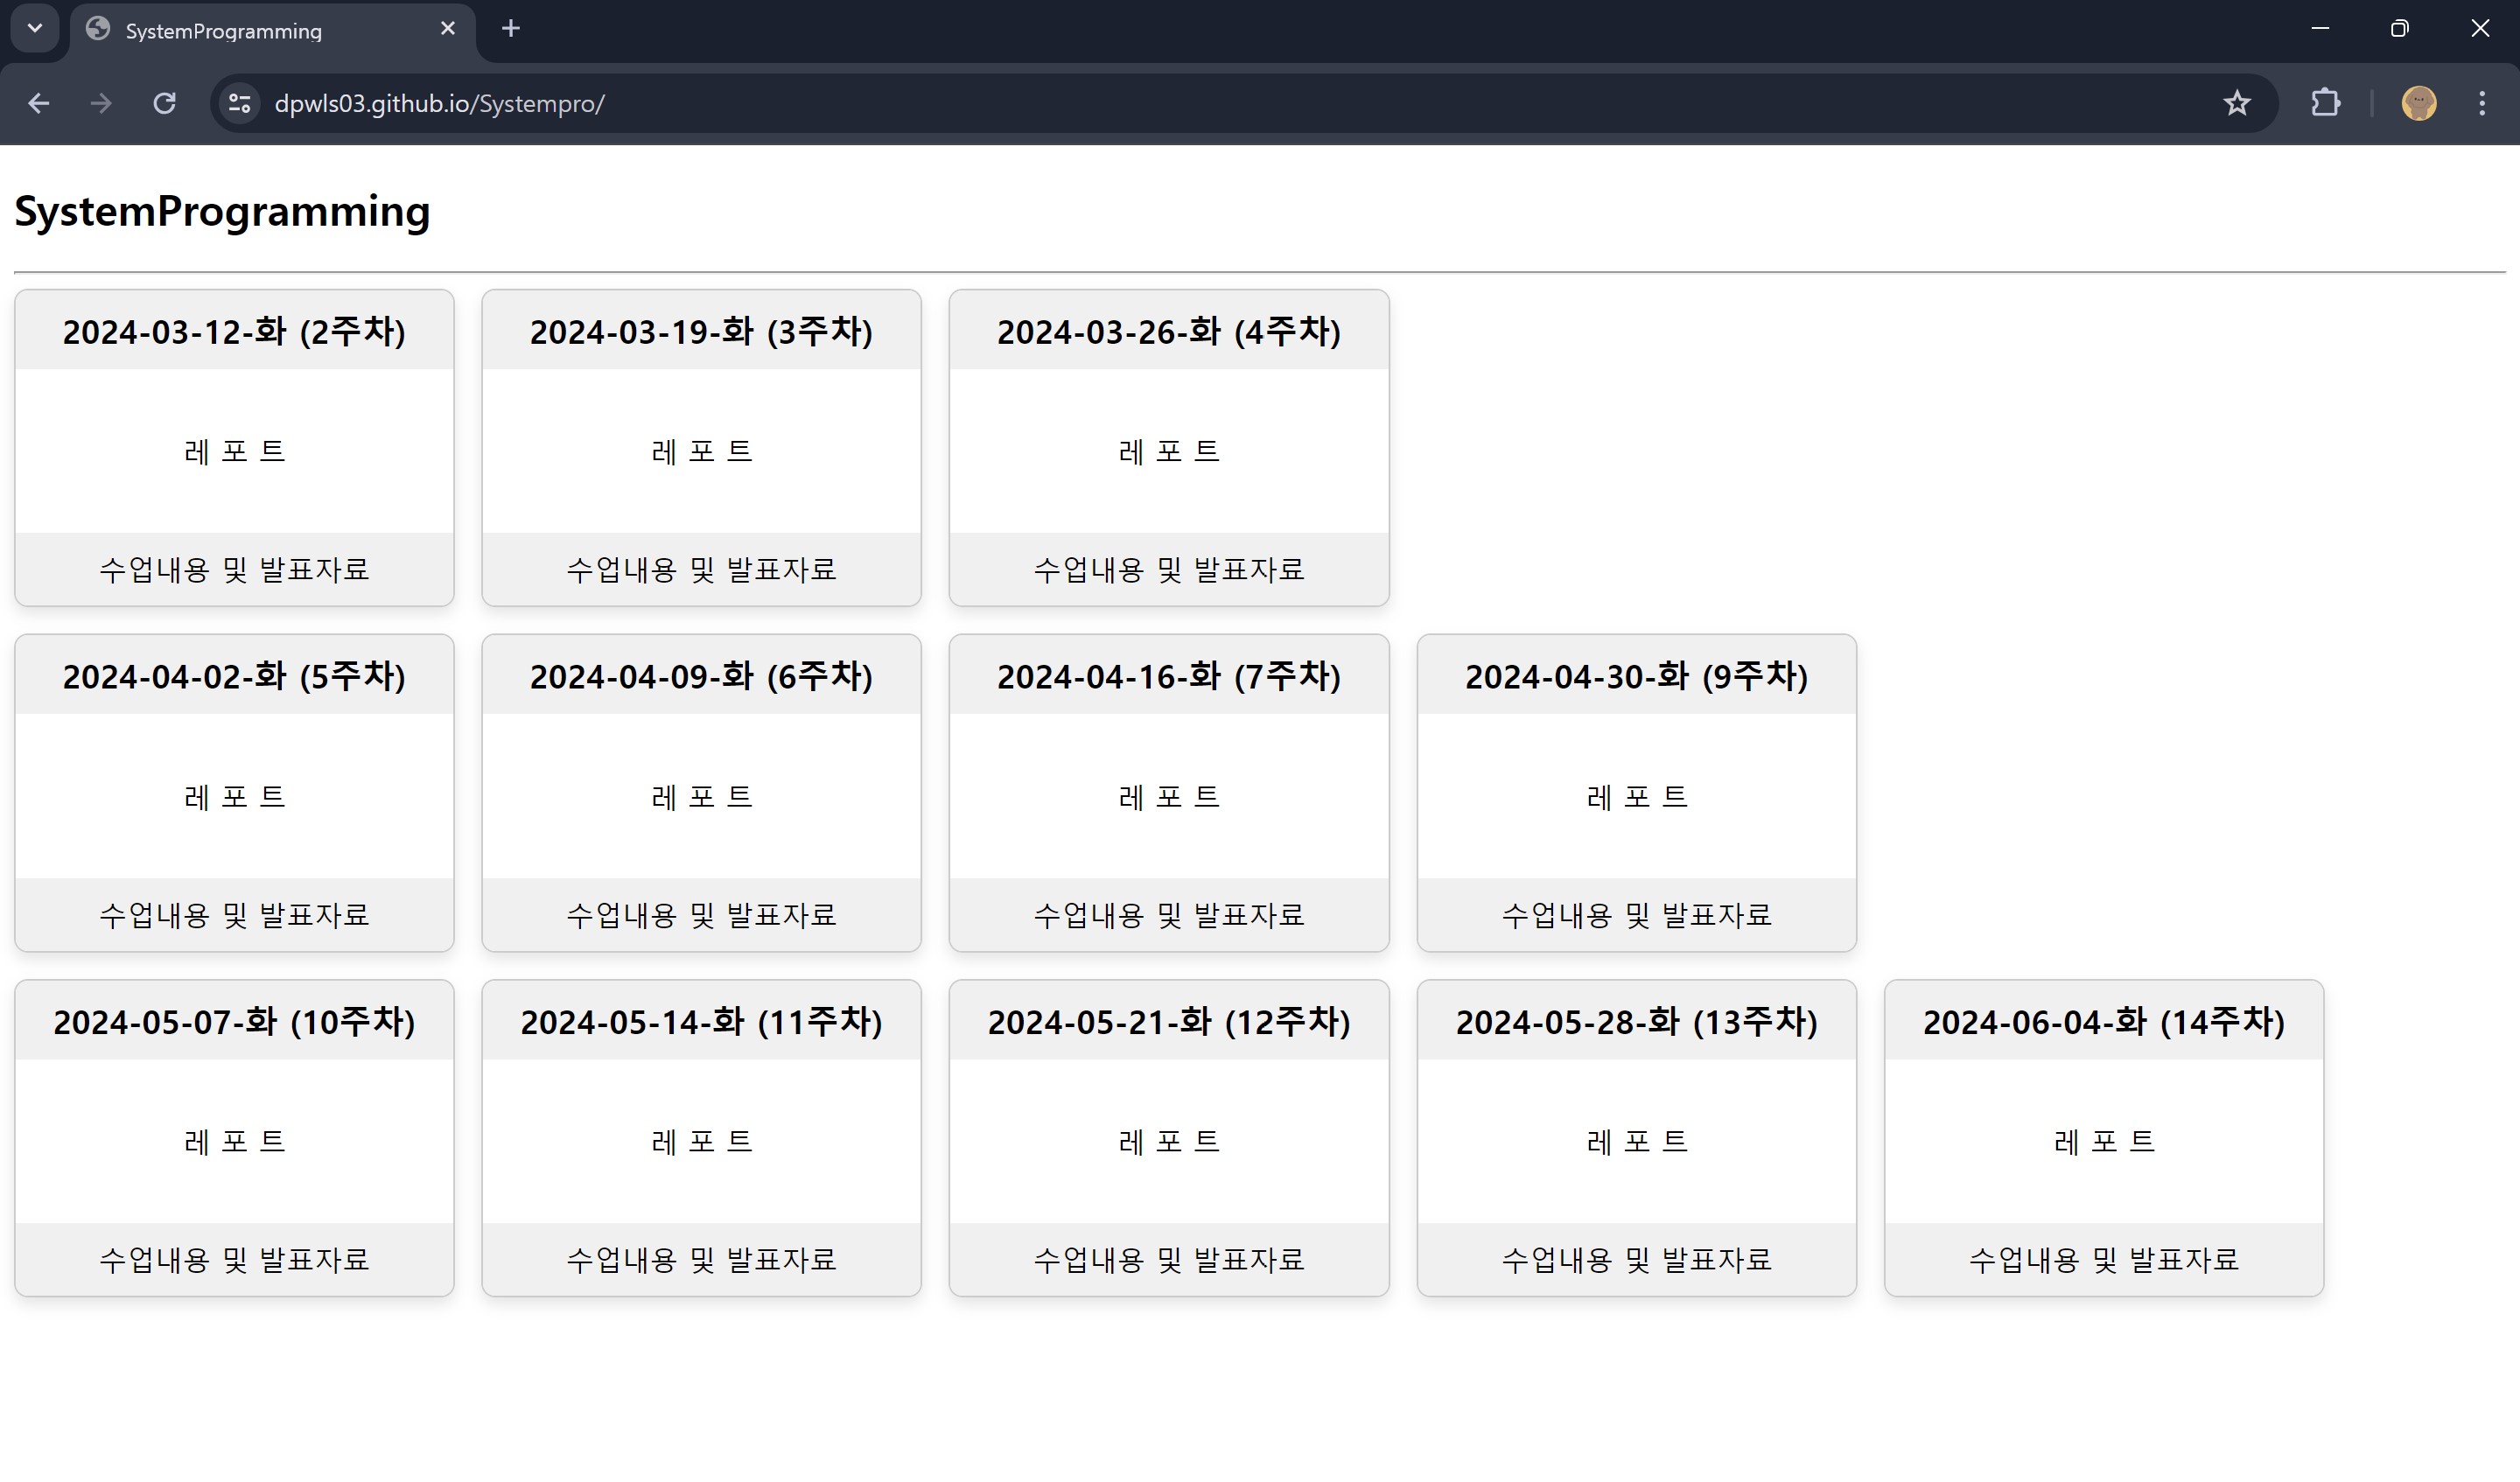 SystemProgramming
dpwls03.github.io/Systempro/
SystemProgramming
2024-03-12-화 (2주차)
레 포 트
수업내용 및 발표자료
2024-03-19-화 (3주차)
레 포 트
수업내용 및 발표자료
2024-03-26-화 (4주차)
레 포 트
수업내용 및 발표자료
2024-04-02-화 (5주차)
레 포 트
수업내용 및 발표자료
2024-04-09-화 (6주차)
레 포 트
수업내용 및 발표자료
2024-04-16-화 (7주차)
레 포 트
수업내용 및 발표자료
2024-04-30-화 (9주차)
레 포 트
수업내용 및 발표자료
2024-05-07-화 (10주차)
레 포 트
수업내용 및 발표자료
2024-05-14-화 (11주차)
레 포 트
수업내용 및 발표자료
2024-05-21-화 (12주차)
레 포 트
수업내용 및 발표자료
2024-05-28-화 (13주차)
레 포 트
수업내용 및 발표자료
2024-06-04-화 (14주차)
레 포 트
수업내용 및 발표자료